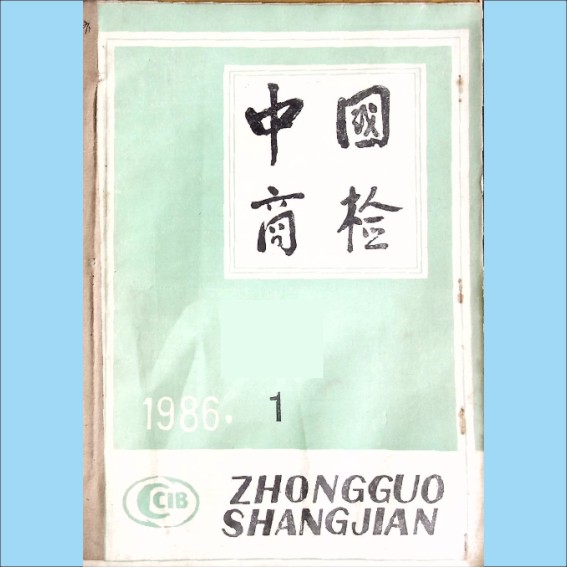 中國
商检
1986. 1
CCIB
ZHONGGUO
SHANGJIAN